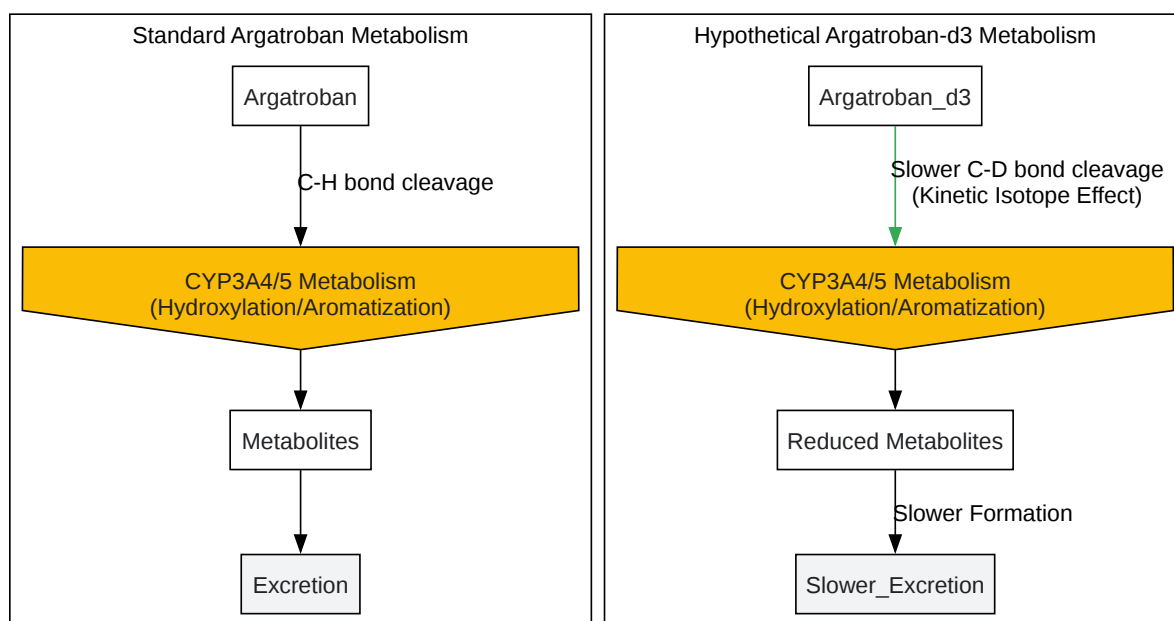 Standard Argatroban Metabolism
Argatroban
C-H bond cleavage
CYP3A4/5 Metabolism
(Hydroxylation/Aromatization)
Metabolites
Excretion
Hypothetical Argatroban-d3 Metabolism
Argatroban_d3
Slower C-D bond cleavage
(Kinetic Isotope Effect)
CYP3A4/5 Metabolism
(Hydroxylation/Aromatization)
Reduced Metabolites
Slower Formation
Slower_Excretion